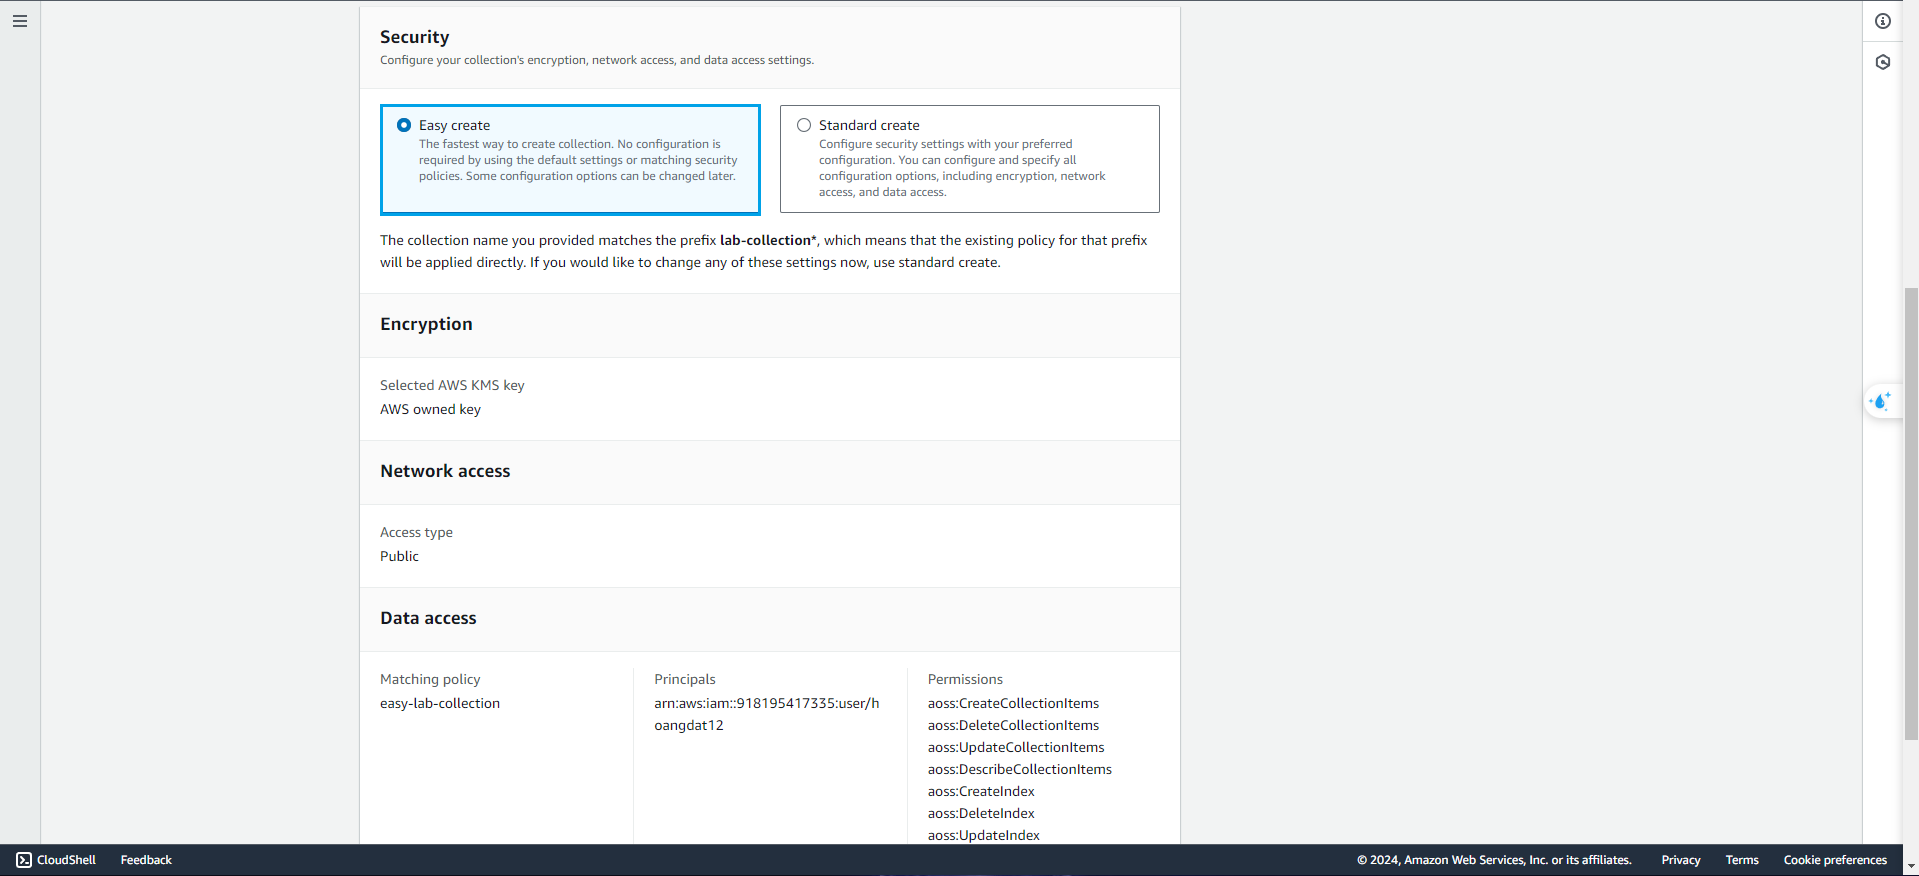 Security
Configure your collection's encryption, network access, and data access settings.
Easy create
The fastest way to create collection. No configuration is
required by using the default settings or matching security
policies. Some configuration options can be changed later.
Standard create
Configure security settings with your preferred
configuration. You can configure and specify all
configuration options, including encryption, network
access, and data access.
The collection name you provided matches the prefix lab-collection*, which means that the existing policy for that prefix
will be applied directly. If you would like to change any of these settings now, use standard create.
Encryption
Selected AWS KMS key
AWS owned key
Network access
Access type
Public
Data access
Matching policy
easy-lab-collection
Principals
arn:aws:iam::918195417335:user/h
oangdat12
Permissions
aoss:CreateCollectionItems
aoss:DeleteCollectionItems
aoss:UpdateCollectionItems
aoss:DescribeCollectionItems
aoss:CreateIndex
aoss:DeleteIndex
aoss:UpdateIndex
CloudShell Feedback © 2024, Amazon Web Services, Inc. or its affiliates. Privacy Terms Cookie preferences